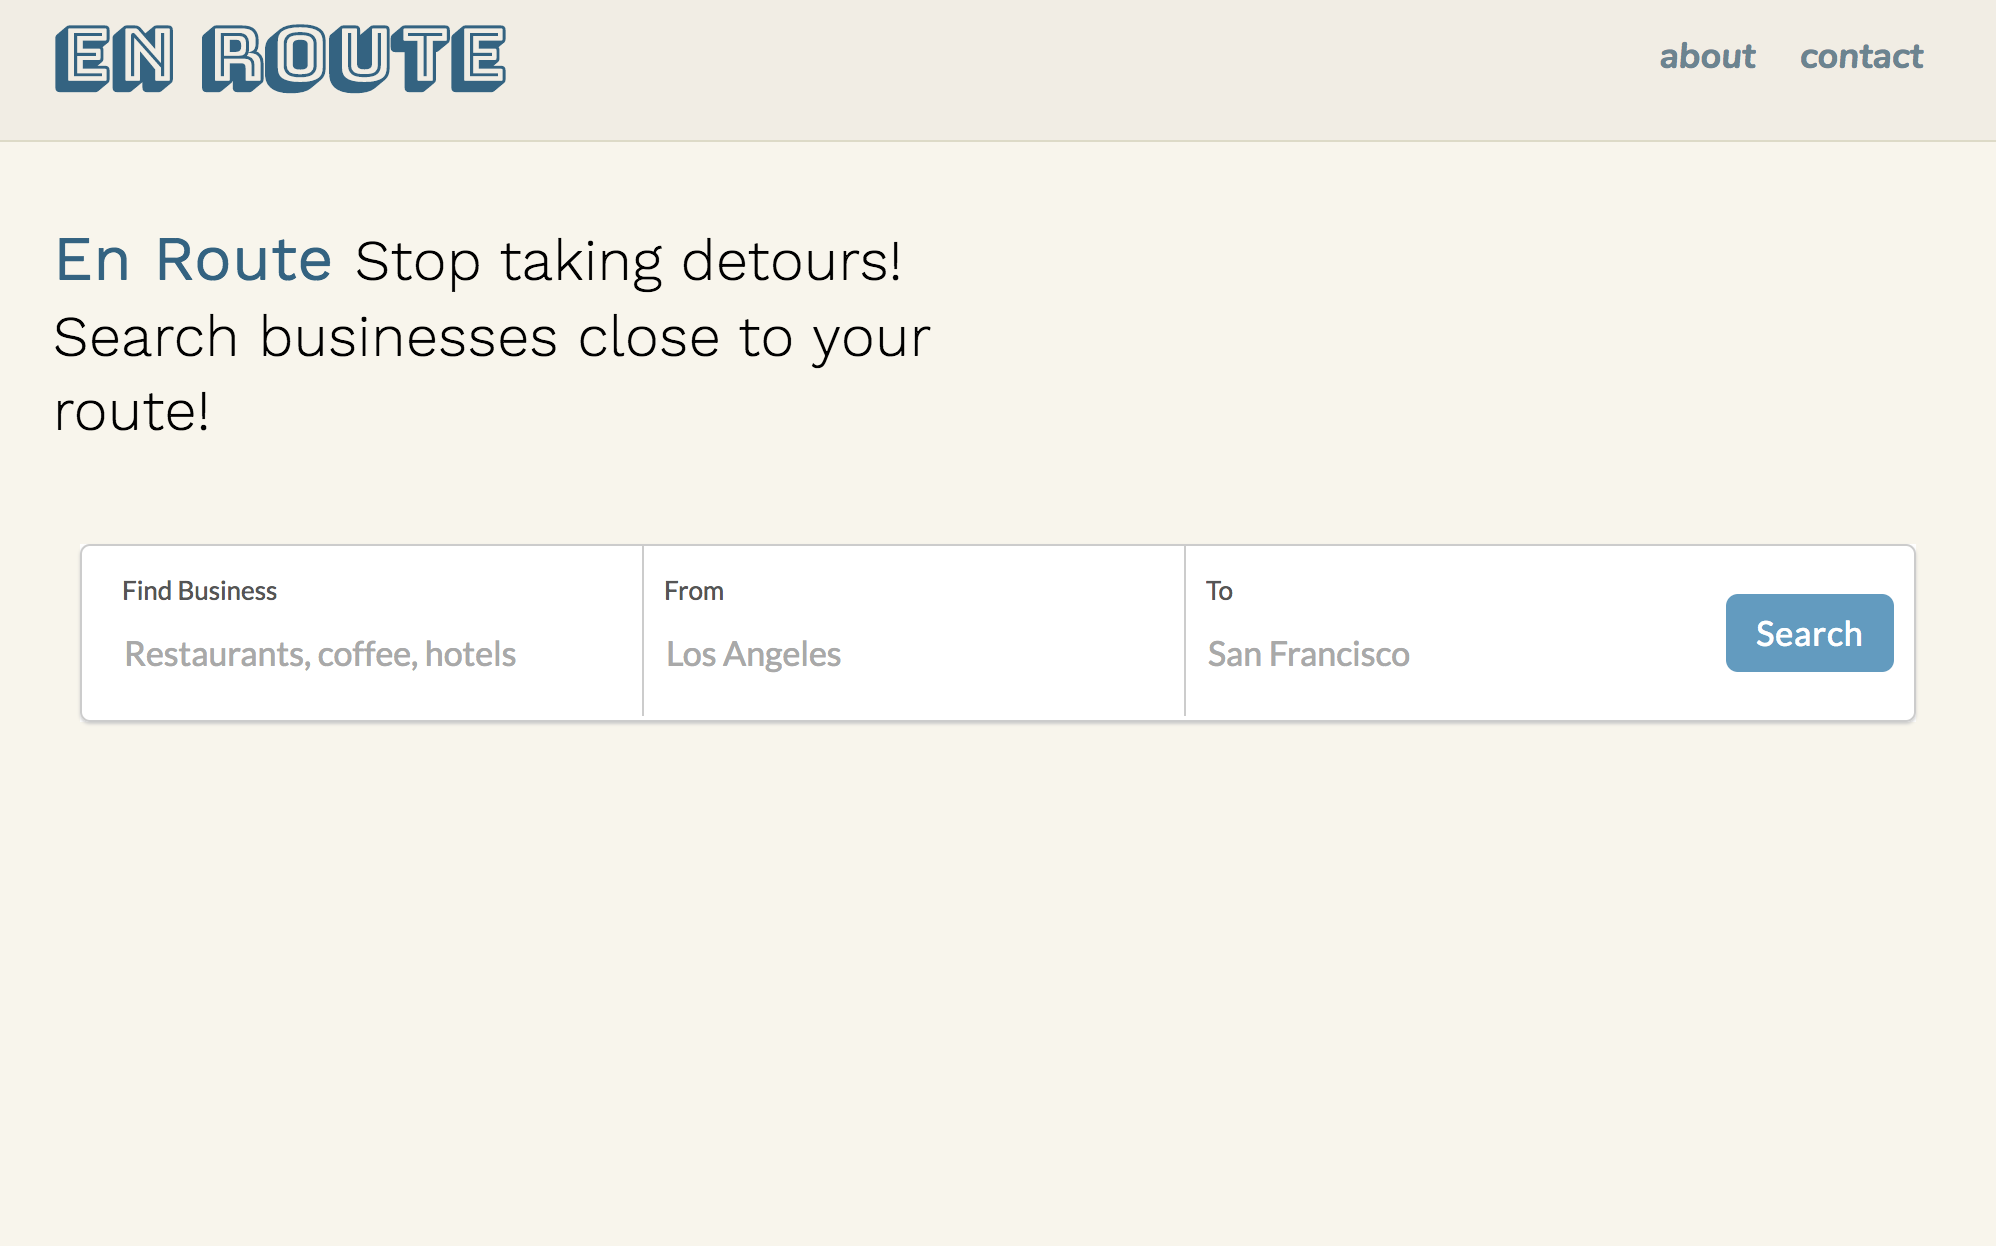 EN ROUTE
about contact
En Route Stop taking detours!
Search businesses close to your
route!
Find Business From To
Restaurants, coffee, hotels Los Angeles San Francisco
Search